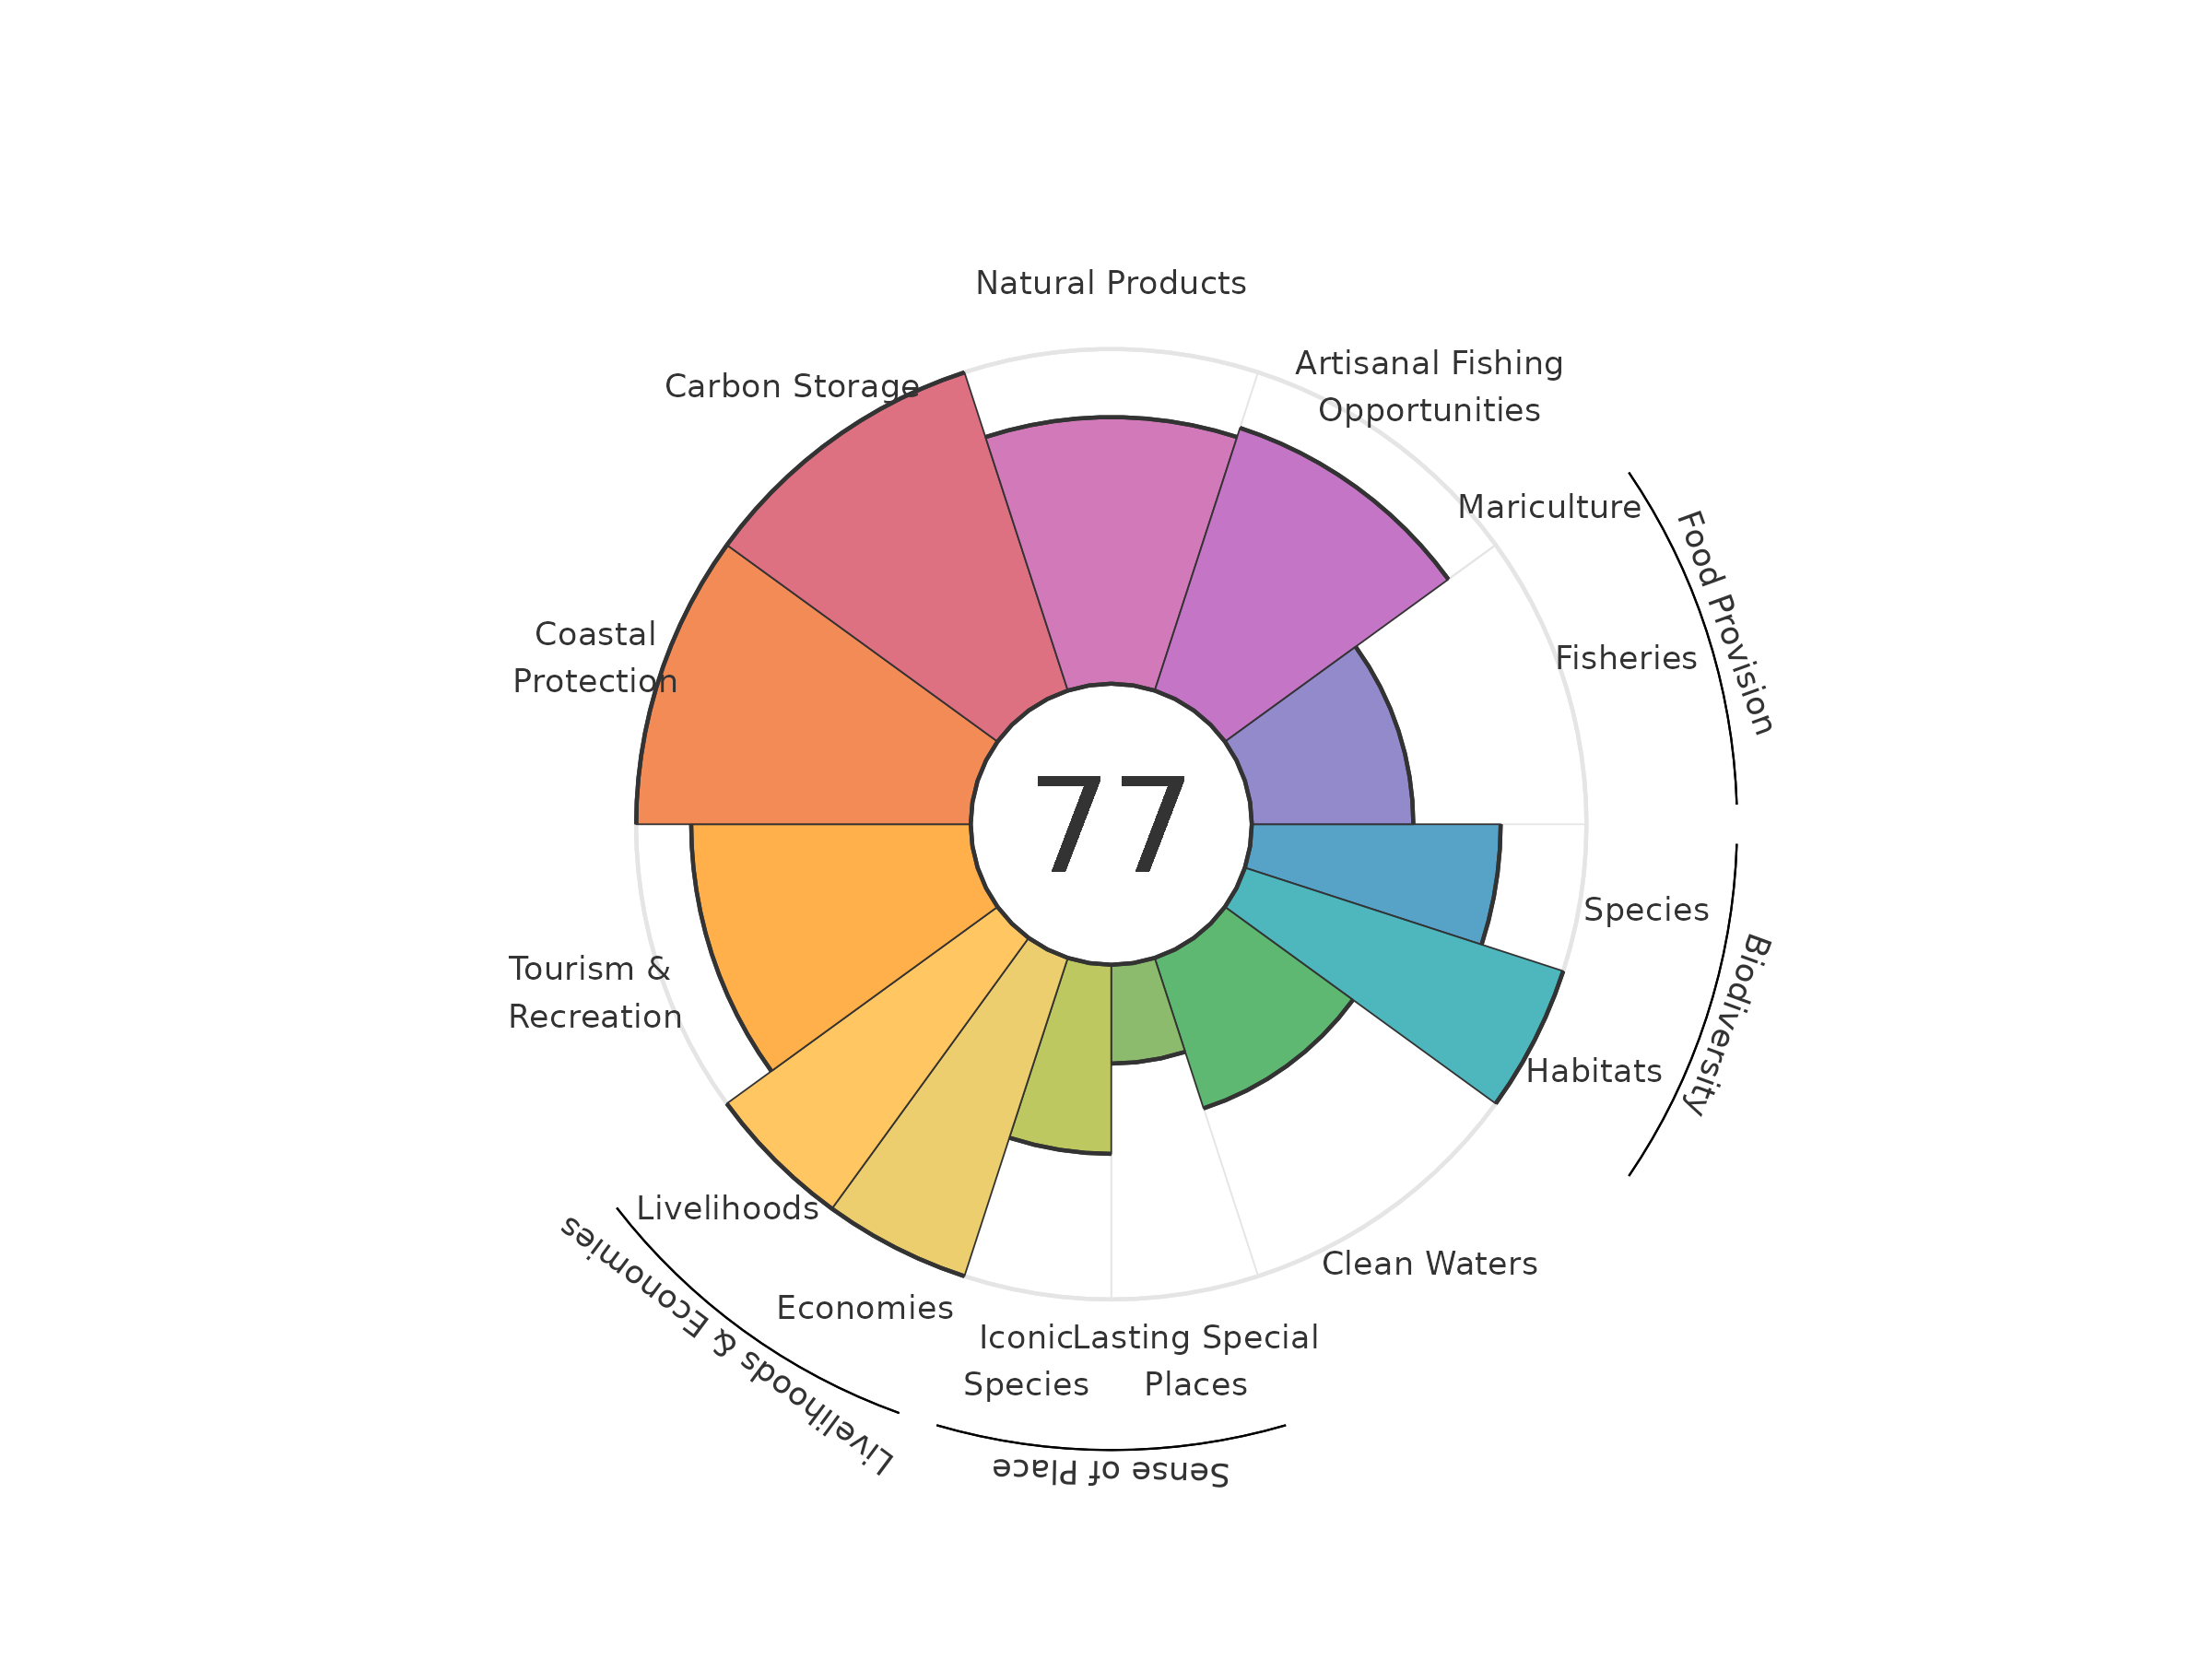 Natural Products
Artisanal Fishing
Opportunities
Carbon Storage
Mariculture
Food Provision
Fisheries
Coastal
Protection
77
Species
Biodiversity
Tourism &
Recreation
Habitats
Livelihoods
Livelihoods & Economies
Clean Waters
Economies
Iconic
Species
Lasting Special
Places
Sense of Place